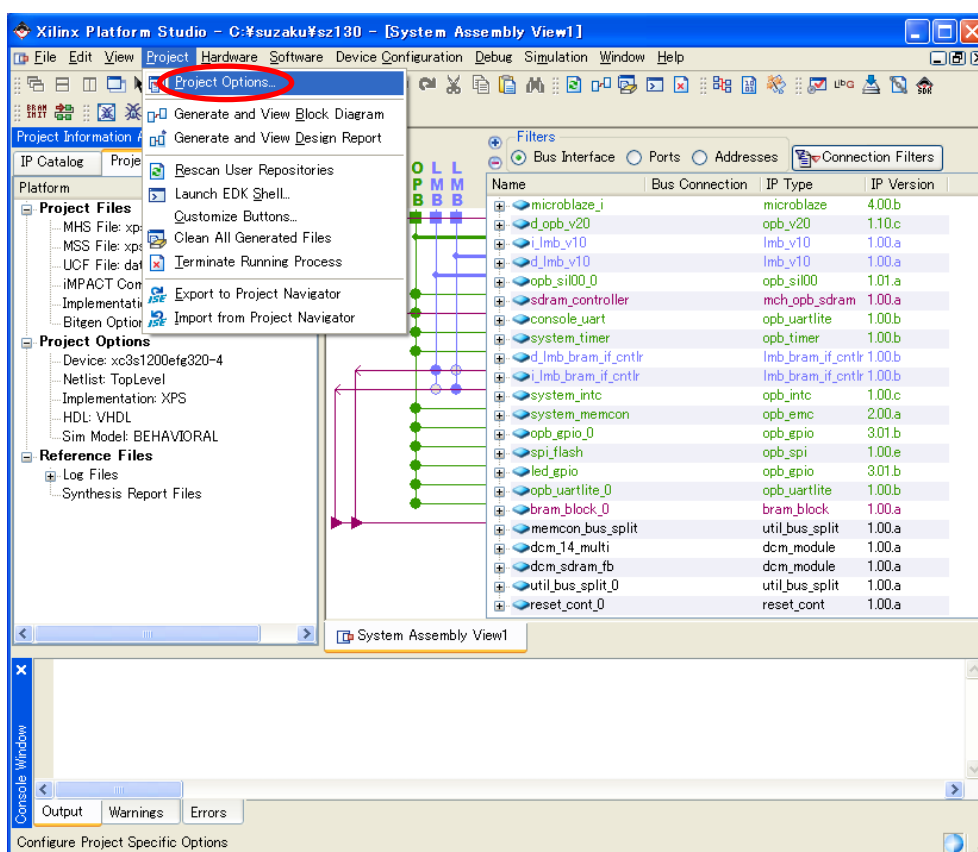 Xilinx Platform Studio - C:¥suzaku¥sz130 - [System Assembly View1]
File Edit View Project Hardware Software Device Configuration Debug Simulation Window Help
Project Options...
Generate and View Block Diagram
Generate and View Design Report
Rescan User Repositories
Launch EDK Shell...
Customize Buttons...
Clean All Generated Files
Terminate Running Process
Export to Project Navigator
Import from Project Navigator
Project Information
IP Catalog
Platform
Project Files
MHS File:
MSS File:
UCF File:
iMPACT
Bitgen
Project Options
Device: xc3s1200efg320-4
Netlist: TopLevel
Implementation: XPS
HDL: VHDL
Sim Model: BEHAVIORAL
Reference Files
Log Files
Synthesis Report Files
O L L
P M M
B B B
Filters
Bus Interface Ports Addresses Connection Filters
Name Bus Connection IP Type IP Version
microblaze_i microblaze 4.00.b
d_opb_v20 opb_v20 1.10.c
i_lmb_v10 lmb_v10 1.00.a
d_lmb_v10 lmb_v10 1.00.a
opb_sil00_0 opb_sil00 1.01.a
sdram_controller mch_opb_sdram 1.00.a
console_uart opb_uartlite 1.00.b
system_timer opb_timer 1.00.b
d_lmb_bram_if_cntlr lmb_bram_if_cntlr 1.00.b
i_lmb_bram_if_cntlr lmb_bram_if_cntlr 1.00.b
system_intc opb_intc 1.00.c
system_memcon opb_emc 2.00.a
opb_gpio_0 opb_gpio 3.01.b
spi_flash opb_spi 1.00.e
led_gpio opb_gpio 3.01.b
opb_uartlite_0 opb_uartlite 1.00.b
bram_block_0 bram_block 1.00.a
memcon_bus_split util_bus_split 1.00.a
dcm_14_multi dcm_module 1.00.a
dcm_sdram_fb dcm_module 1.00.a
util_bus_split_0 util_bus_split 1.00.a
reset_cont_0 reset_cont 1.00.a
System Assembly View1
Console Window
Output Warnings Errors
Configure Project Specific Options